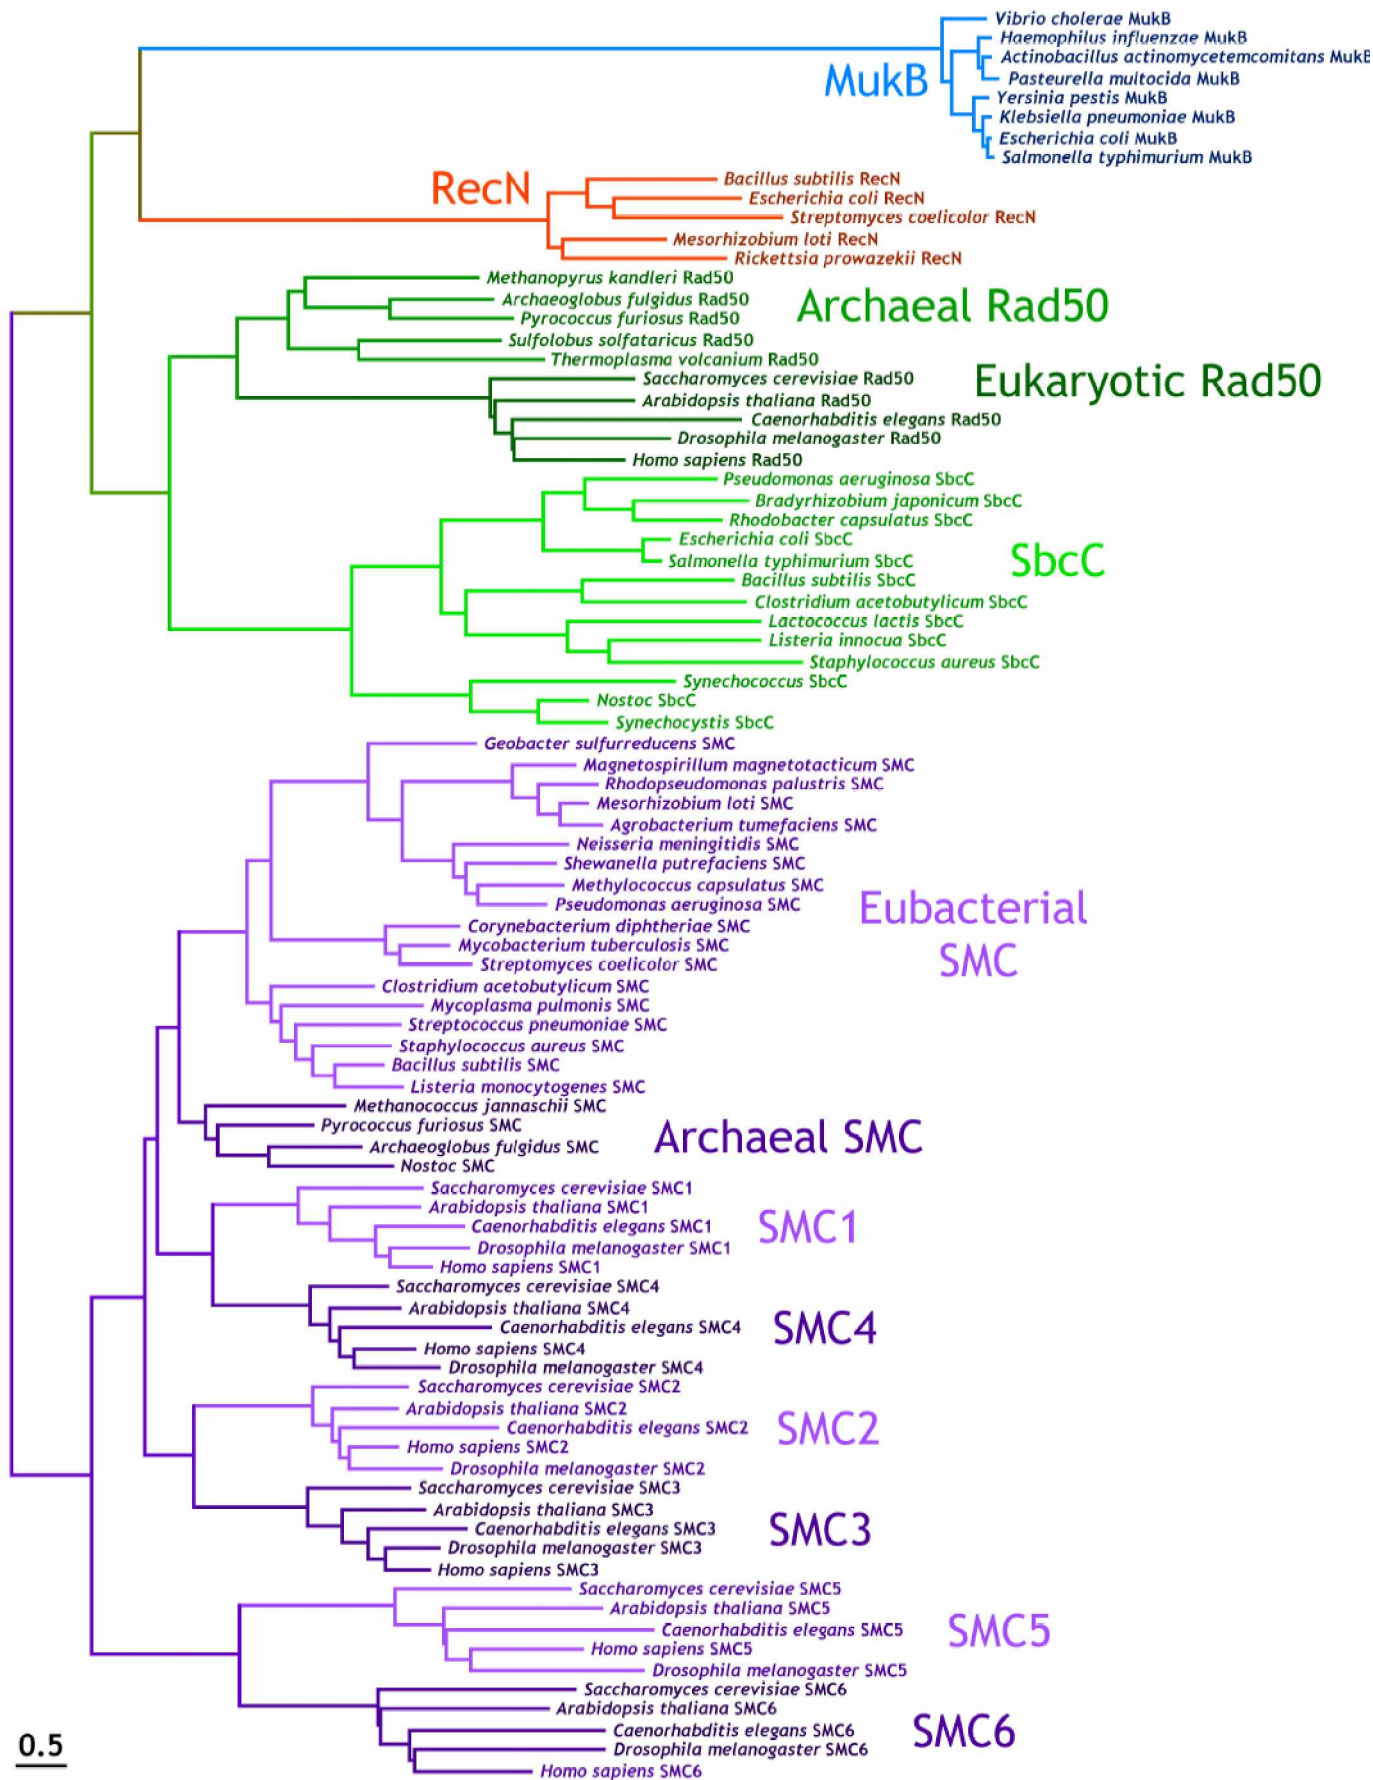 Vibrio cholerae MukB
Haemophilus influenzae MukB
Actinobacillus actinomycetemcomitans MukB
MukB
Pasteurella multocida MukB
Yersinia pestis MukB
Klebsiella pneumoniae MukB
Escherichia coli MukB
Salmonella typhimurium MukB
RecN
Bacillus subtilis RecN
Escherichia coli RecN
Streptomyces coelicolor RecN
Mesorhizobium loti RecN
Rickettsia prowazekii RecN
Methanopyrus kandleri Rad50
Archaeoglobus fulgidus Rad50
Archaeal Rad50
Pyrococcus furiosus Rad50
Sulfolobus solfataricus Rad50
Thermoplasma volcanium Rad50
Saccharomyces cerevisiae Rad50
Eukaryotic Rad50
Arabidopsis thaliana Rad50
Caenorhabditis elegans Rad50
Drosophila melanogaster Rad50
Homo sapiens Rad50
Pseudomonas aeruginosa SbcC
Bradyrhizobium japonicum SbcC
Rhodobacter capsulatus SbcC
Escherichia coli SbcC
Salmonella typhimurium SbcC
SbcC
Bacillus subtilis SbcC
Clostridium acetobutylicum SbcC
Lactococcus lactis SbcC
Listeria innocua SbcC
Staphylococcus aureus SbcC
Synechococcus SbcC
Nostoc SbcC
Synechocystis SbcC
Geobacter sulfurreducens SMC
Magnetospirillum magnetotacticum SMC
Rhodopseudomonas palustris SMC
Mesorhizobium loti SMC
Agrobacterium tumefaciens SMC
Neisseria meningitidis SMC
Shewanella putrefaciens SMC
Methylococcus capsulatus SMC
Pseudomonas aeruginosa SMC
Eubacterial
SMC
Corynebacterium diphtheriae SMC
Mycobacterium tuberculosis SMC
Streptomyces coelicolor SMC
Clostridium acetobutylicum SMC
Mycoplasma pulmonis SMC
Streptococcus pneumoniae SMC
Staphylococcus aureus SMC
Bacillus subtilis SMC
Listeria monocytogenes SMC
Methanococcus jannaschii SMC
Pyrococcus furiosus SMC
Archaeal SMC
Archaeoglobus fulgidus SMC
Nostoc SMC
Saccharomyces cerevisiae SMC1
Arabidopsis thaliana SMC1
Caenorhabditis elegans SMC1
SMC1
Drosophila melanogaster SMC1
Homo sapiens SMC1
Saccharomyces cerevisiae SMC4
Arabidopsis thaliana SMC4
Caenorhabditis elegans SMC4
SMC4
Homo sapiens SMC4
Drosophila melanogaster SMC4
Saccharomyces cerevisiae SMC2
Arabidopsis thaliana SMC2
Caenorhabditis elegans SMC2
SMC2
Homo sapiens SMC2
Drosophila melanogaster SMC2
Saccharomyces cerevisiae SMC3
Arabidopsis thaliana SMC3
Caenorhabditis elegans SMC3
SMC3
Drosophila melanogaster SMC3
Homo sapiens SMC3
Saccharomyces cerevisiae SMC5
Arabidopsis thaliana SMC5
Caenorhabditis elegans SMC5
SMC5
Homo sapiens SMC5
Drosophila melanogaster SMC5
Saccharomyces cerevisiae SMC6
Arabidopsis thaliana SMC6
Caenorhabditis elegans SMC6
SMC6
Drosophila melanogaster SMC6
Homo sapiens SMC6
0.5